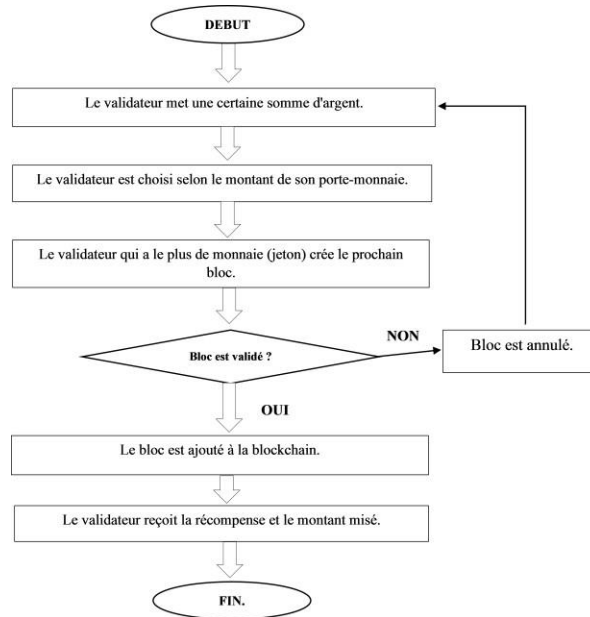 DEBUT
Le validateur met une certaine somme d'argent.
Le validateur est choisi selon le montant de son porte-monnaie.
Le validateur qui a le plus de monnaie (jeton) crée le prochain
bloc.
NON
Bloc est validé ?
Bloc est annulé.
OUI
Le bloc est ajouté à la blockchain.
Le validateur reçoit la récompense et le montant misé.
FIN.